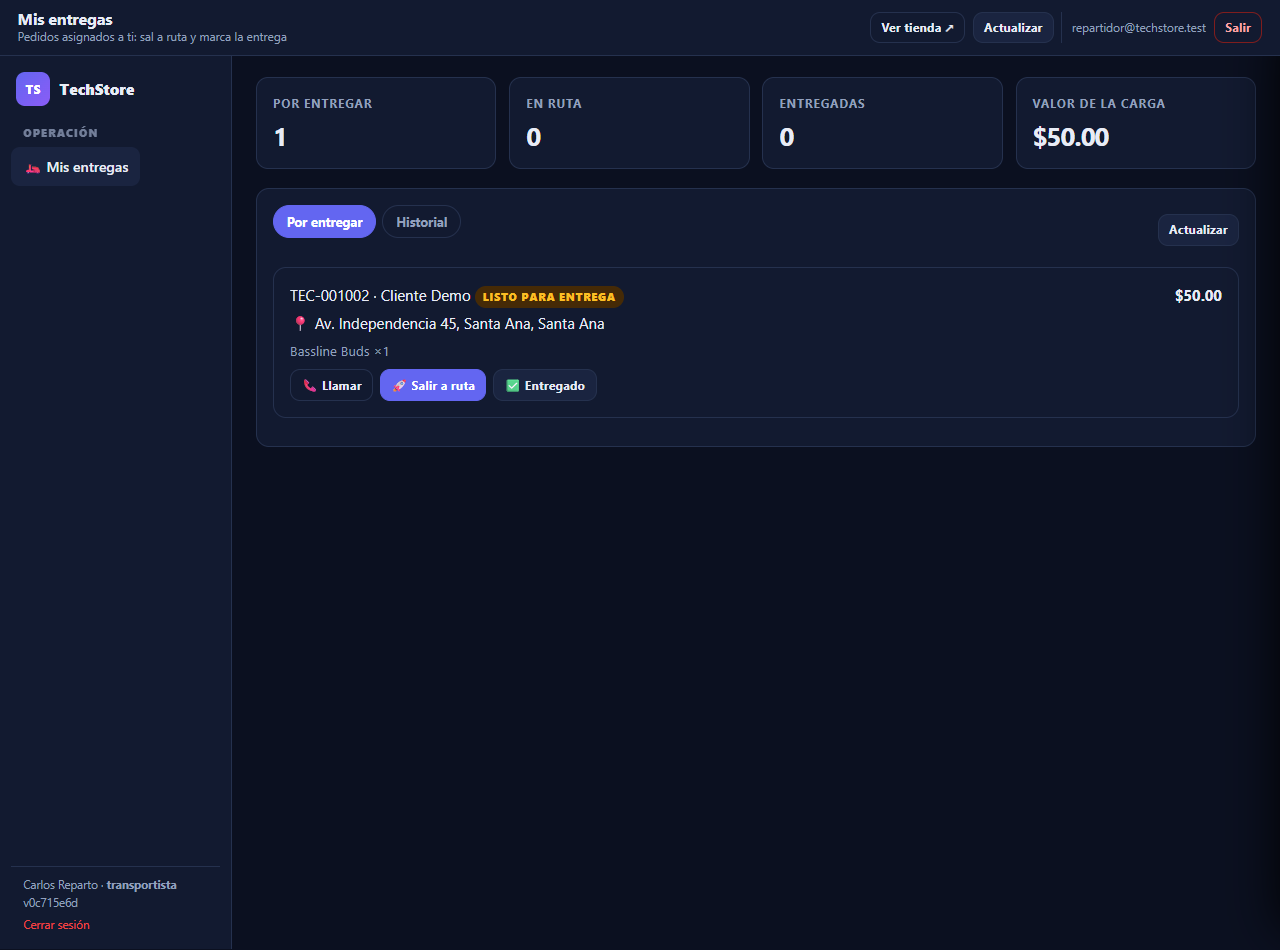 Mis entregas
Pedidos asignados a ti: sal a ruta y marca la entrega
Ver tienda ↗
Actualizar
repartidor@techstore.test
Salir
TS
TechStore
OPERACIÓN
Mis entregas
POR ENTREGAR
1
EN RUTA
0
ENTREGADAS
0
VALOR DE LA CARGA
$50.00
Por entregar
Historial
Actualizar
TEC-001002 · Cliente Demo LISTO PARA ENTREGA $50.00
Av. Independencia 45, Santa Ana, Santa Ana
Bassline Buds ×1
Llamar
Salir a ruta
Entregado
Carlos Reparto · transportista
v0c715e6d
Cerrar sesión